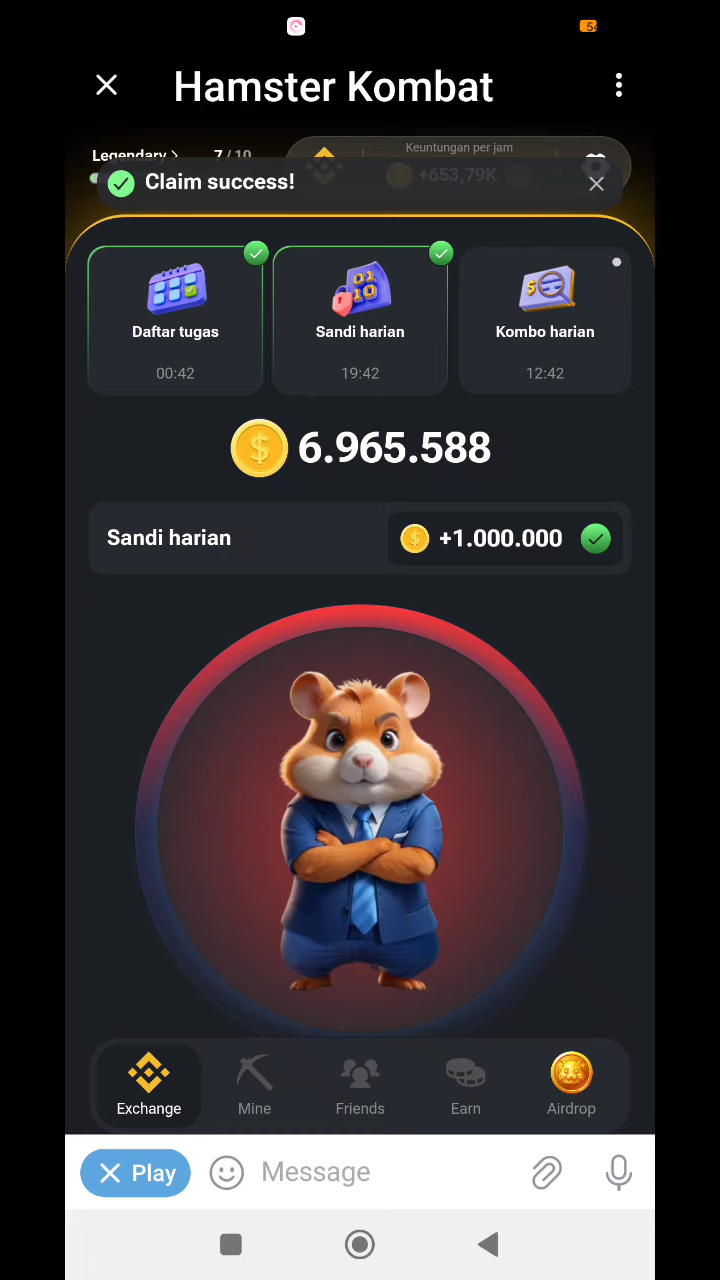 Hamster Kombat
Legendary
7 / 10
Keuntungan per jam
+653,79K
Claim success!
Daftar tugas
Sandi harian
Kombo harian
00:42
19:42
12:42
6.965.588
Sandi harian
+1.000.000
Exchange
Mine
Friends
Earn
Airdrop
Play
Message